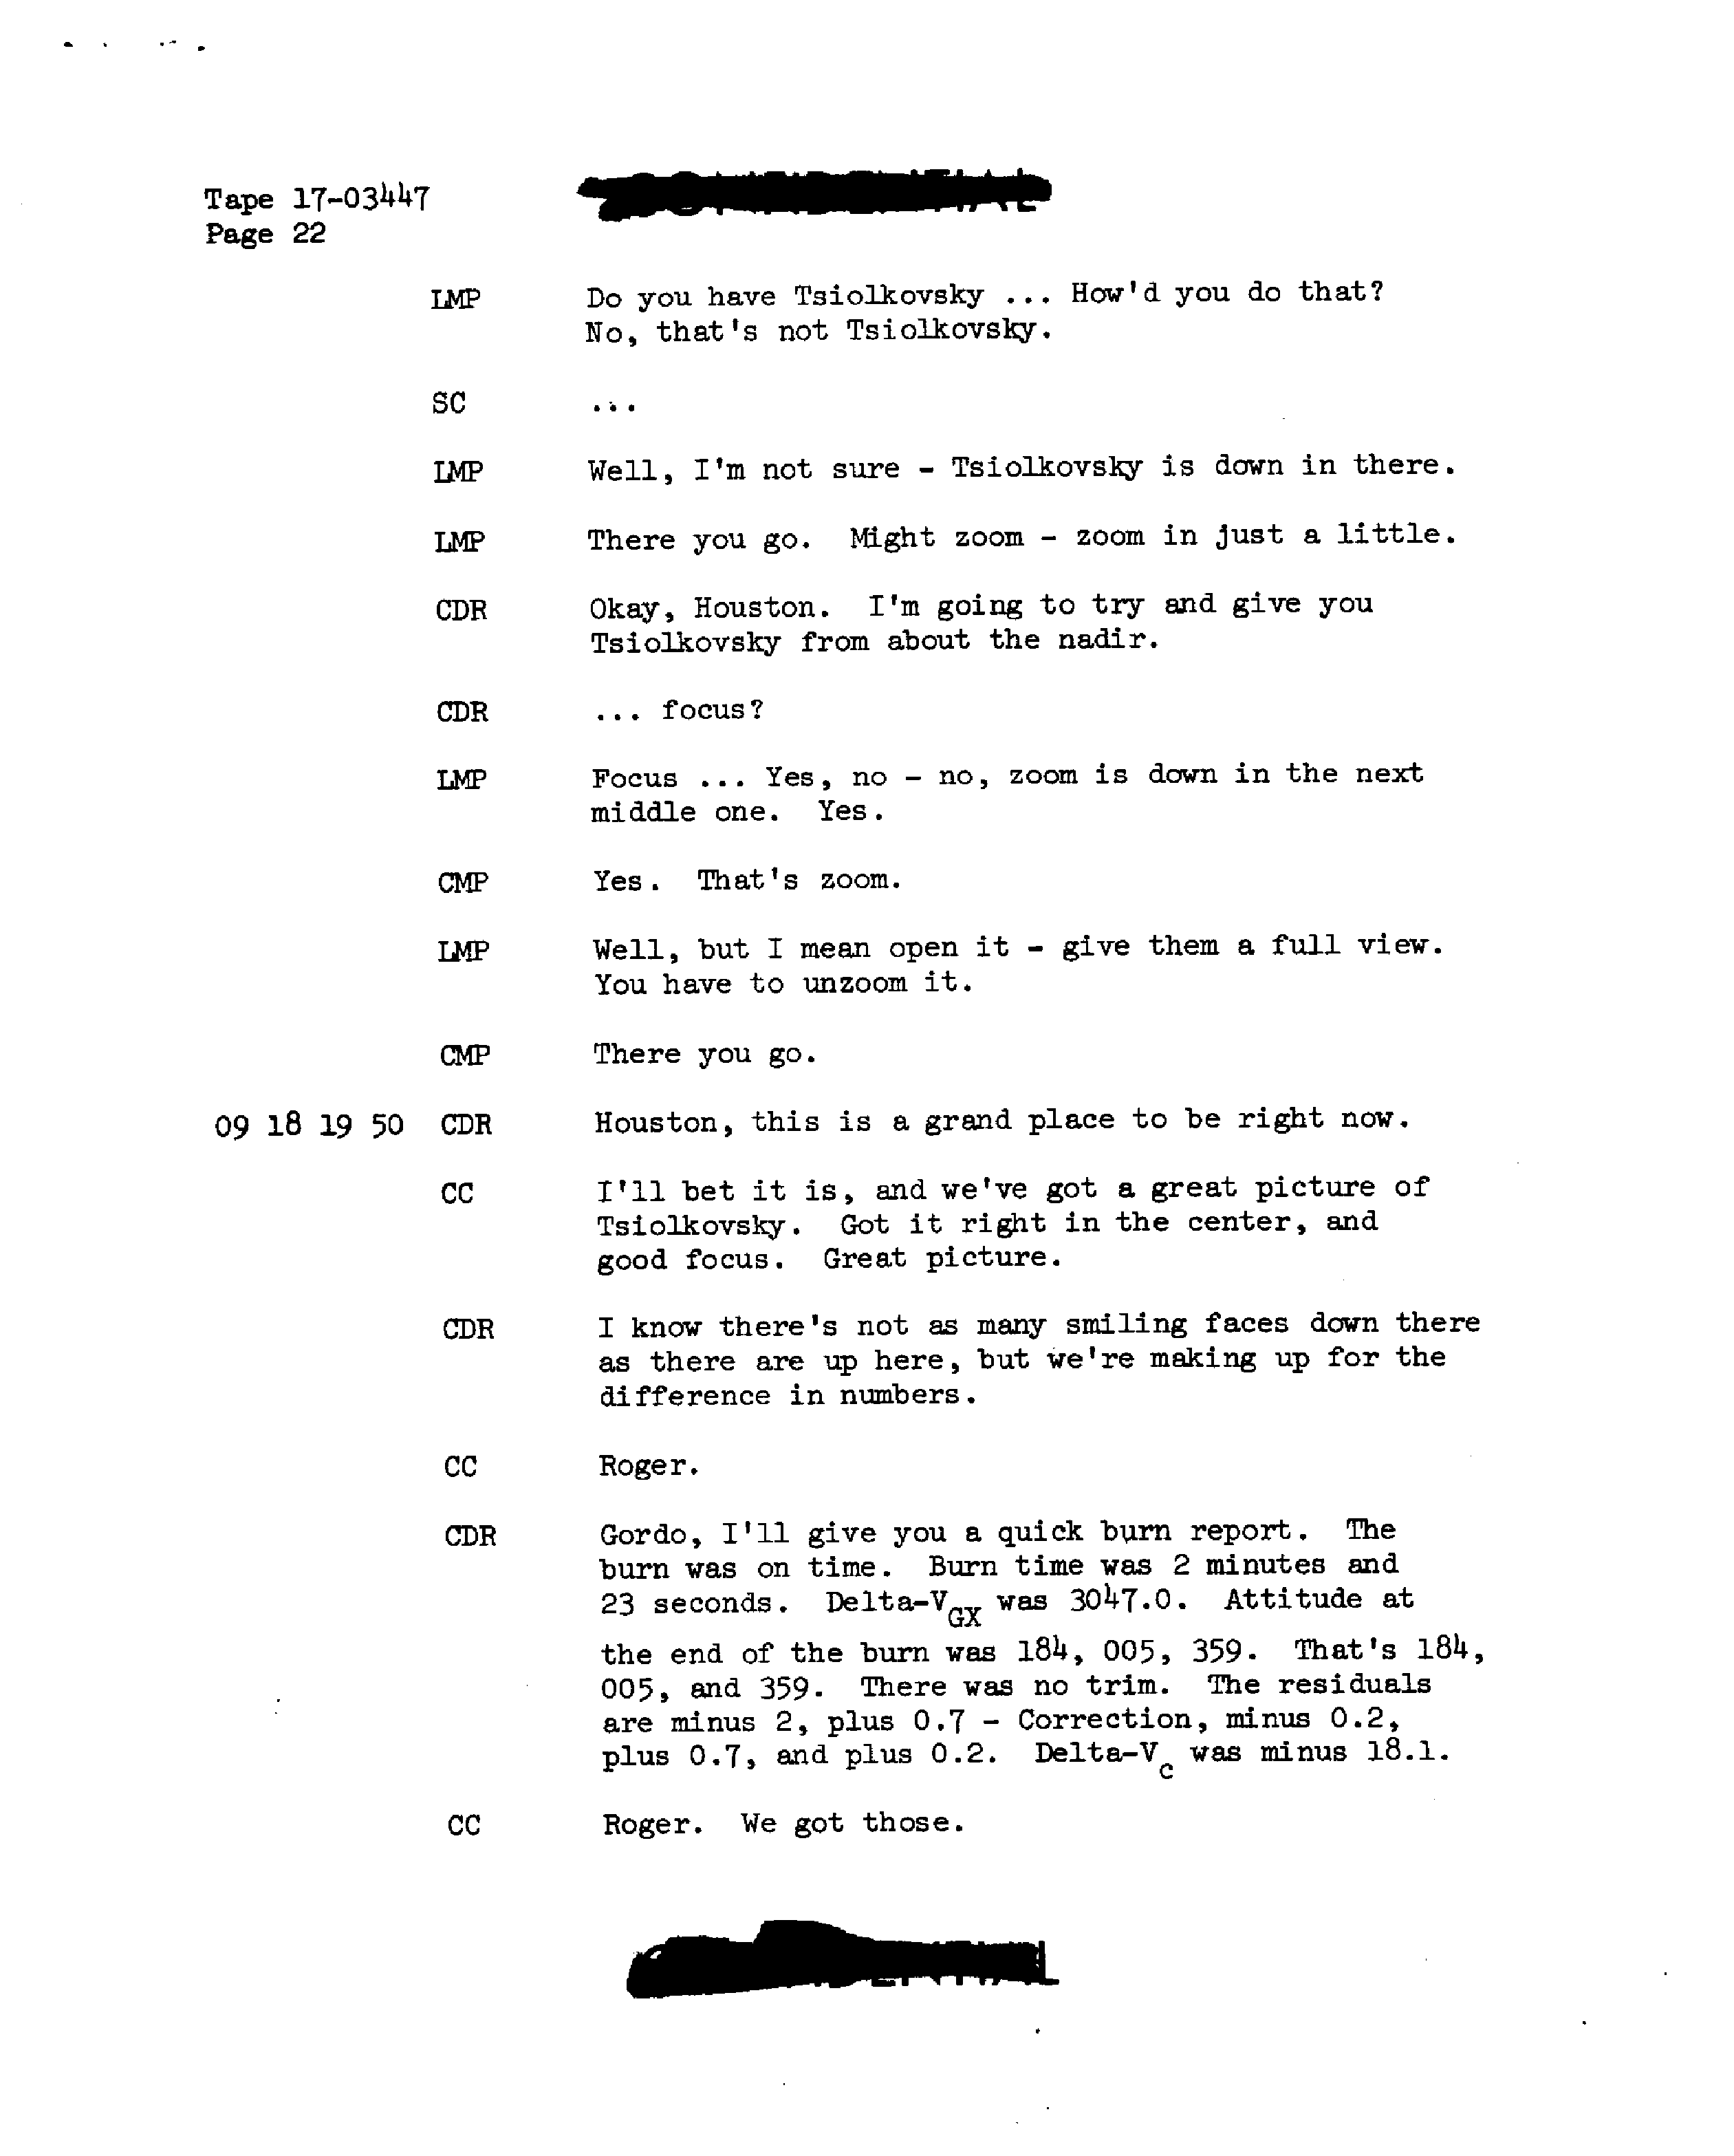 Tape 17-03447
Page 22
LMP Do you have Tsiolkovsky ... How'd you do that?
No, that's not Tsiolkovsky.
SC ...
LMP Well, I'm not sure - Tsiolkovsky is down in there.
LMP There you go. Might zoom - zoom in just a little.
CDR Okay, Houston. I'm going to try and give you
Tsiolkovsky from about the nadir.
CDR ... focus?
LMP Focus ... Yes, no - no, zoom is down in the next
middle one. Yes.
CMP Yes. That's zoom.
LMP Well, but I mean open it - give them a full view.
You have to unzoom it.
CMP There you go.
09 18 19 50 CDR Houston, this is a grand place to be right now.
CC I'll bet it is, and we've got a great picture of
Tsiolkovsky. Got it right in the center, and
good focus. Great picture.
CDR I know there's not as many smiling faces down there
as there are up here, but we're making up for the
difference in numbers.
CC Roger.
CDR Gordo, I'll give you a quick burn report. The
burn was on time. Burn time was 2 minutes and
23 seconds. Delta-VGX was 3047.0. Attitude at
the end of the burn was 184, 005, 359. That's 184,
005, and 359. There was no trim. The residuals
are minus 2, plus 0.7 - Correction, minus 0.2,
plus 0.7, and plus 0.2. Delta-Vc was minus 18.1.
CC Roger. We got those.